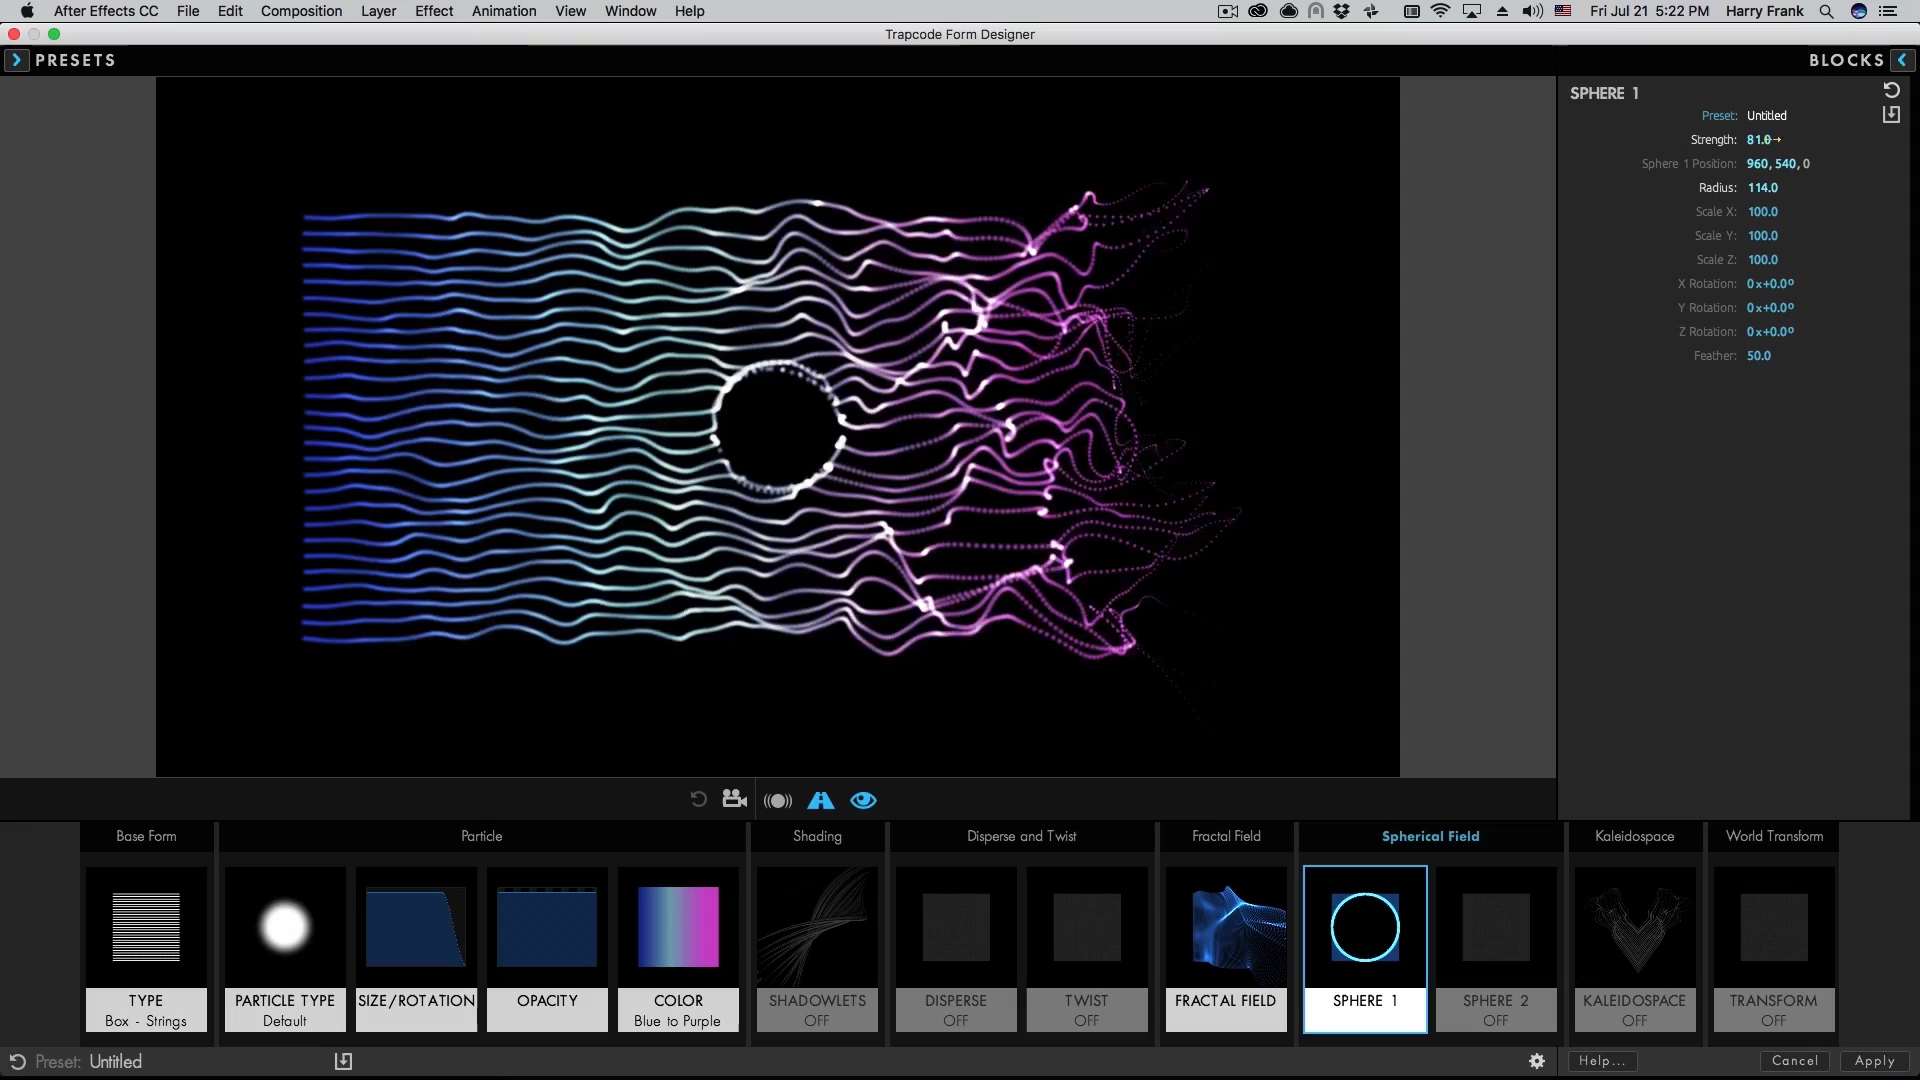 After Effects CC File Edit Composition Layer Effect Animation View Window Help Fri Jul 21 5:22 PM Harry Frank
Trapcode Form Designer
PRESETS
BLOCKS
SPHERE 1
Preset: Untitled
Strength: 81.0
Sphere 1 Position: 960, 540, 0
Radius: 114.0
Scale X: 100.0
Scale Y: 100.0
Scale Z: 100.0
X Rotation: 0x+0.0º
Y Rotation: 0x+0.0º
Z Rotation: 0x+0.0º
Feather: 50.0
Base Form Particle Shading Disperse and Twist Fractal Field Spherical Field Kaleidospace World Transform
TYPE PARTICLE TYPE SIZE/ROTATION OPACITY COLOR SHADOWLETS DISPERSE TWIST FRACTAL FIELD SPHERE 1 SPHERE 2 KALEIDOSPACE TRANSFORM
Box - Strings Default Blue to Purple OFF OFF OFF OFF OFF OFF
Preset: Untitled Help... Cancel Apply